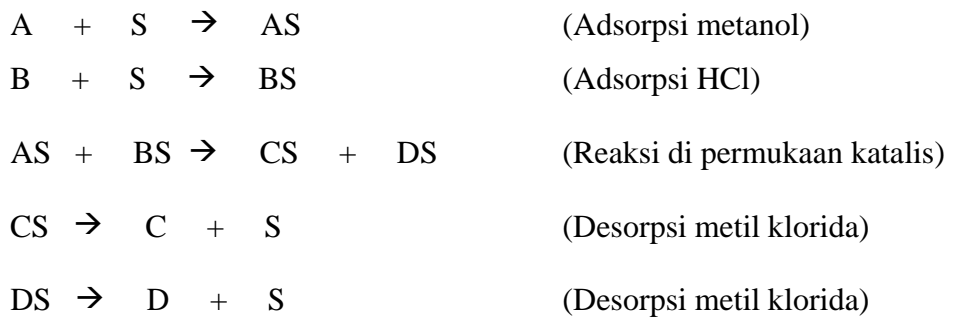 A + S → AS (Adsorpsi metanol)
B + S → BS (Adsorpsi HCl)
AS + BS → CS + DS (Reaksi di permukaan katalis)
CS → C + S (Desorpsi metil klorida)
DS → D + S (Desorpsi metil klorida)